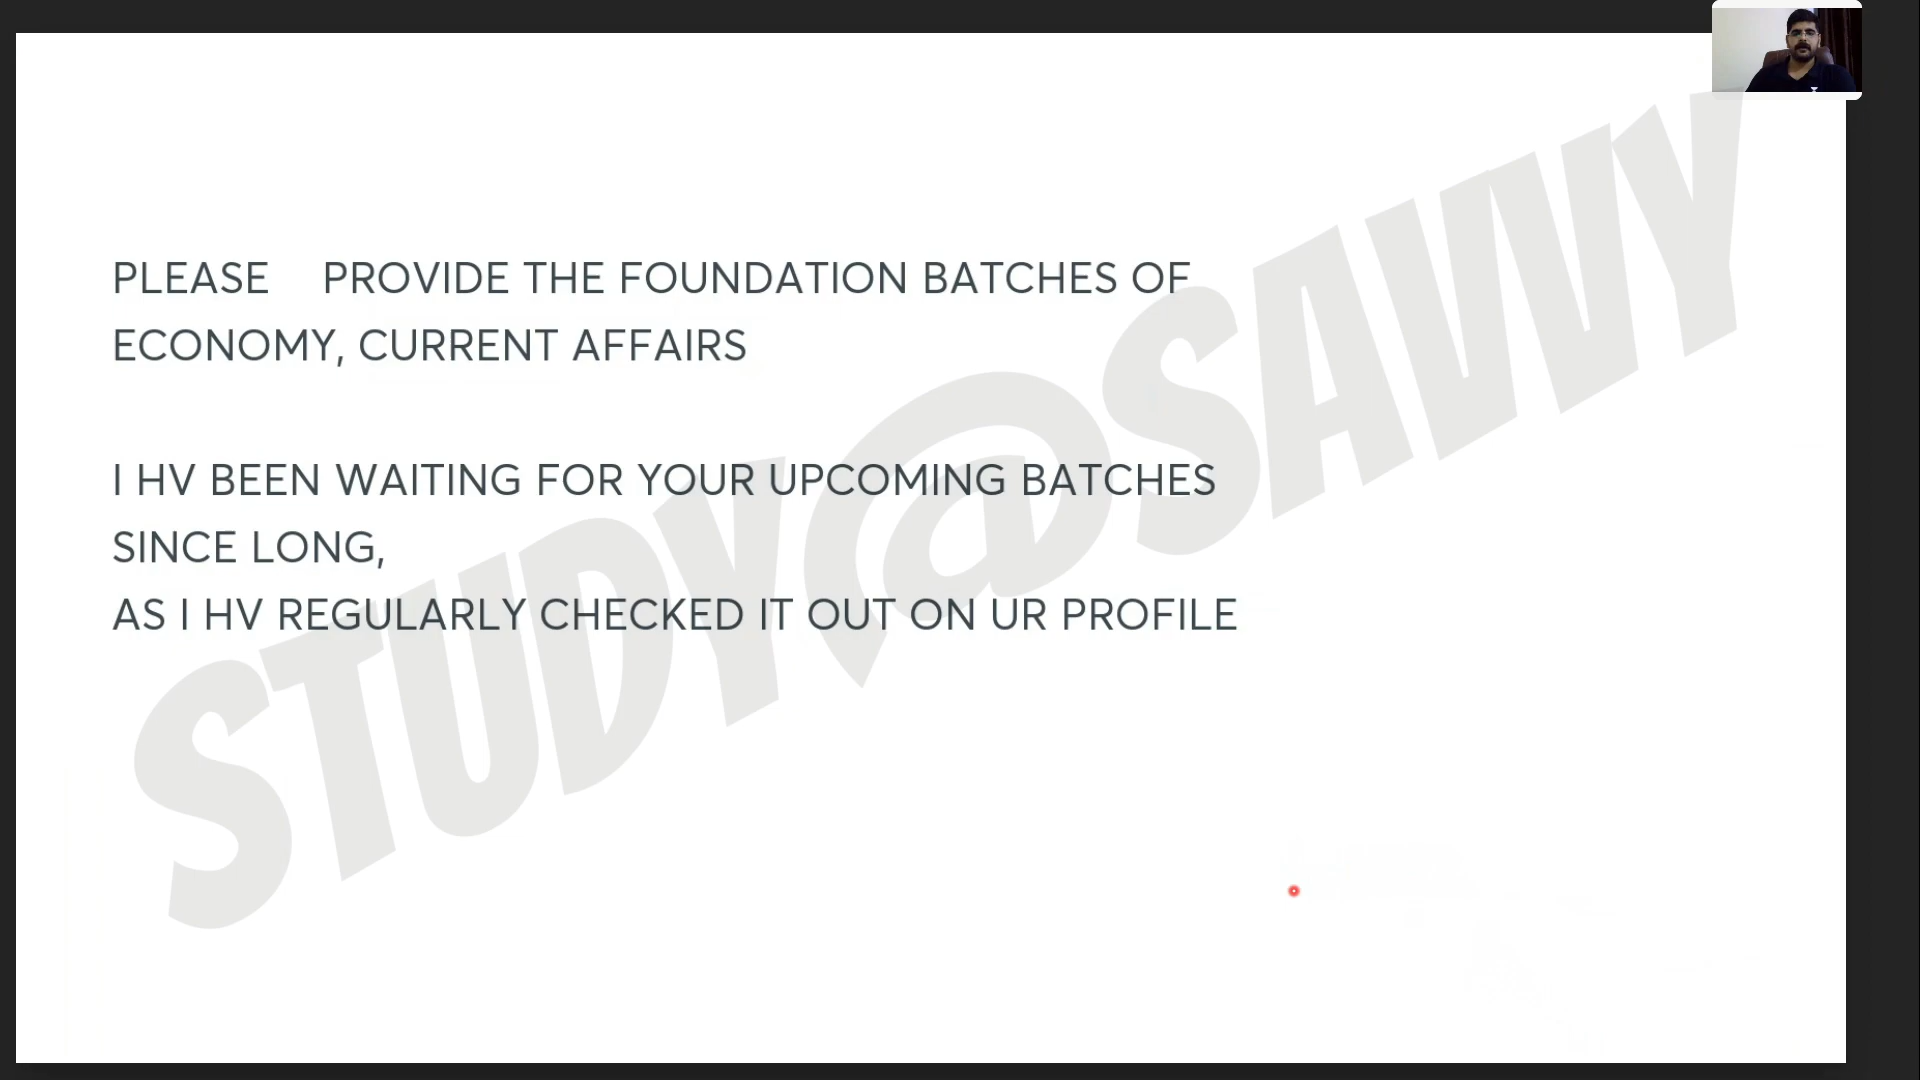 PLEASE PROVIDE THE FOUNDATION BATCHES OF
ECONOMY, CURRENT AFFAIRS
I HV BEEN WAITING FOR YOUR UPCOMING BATCHES
SINCE LONG,
AS I HV REGULARLY CHECKED IT OUT ON UR PROFILE
STUDY@SAVVY